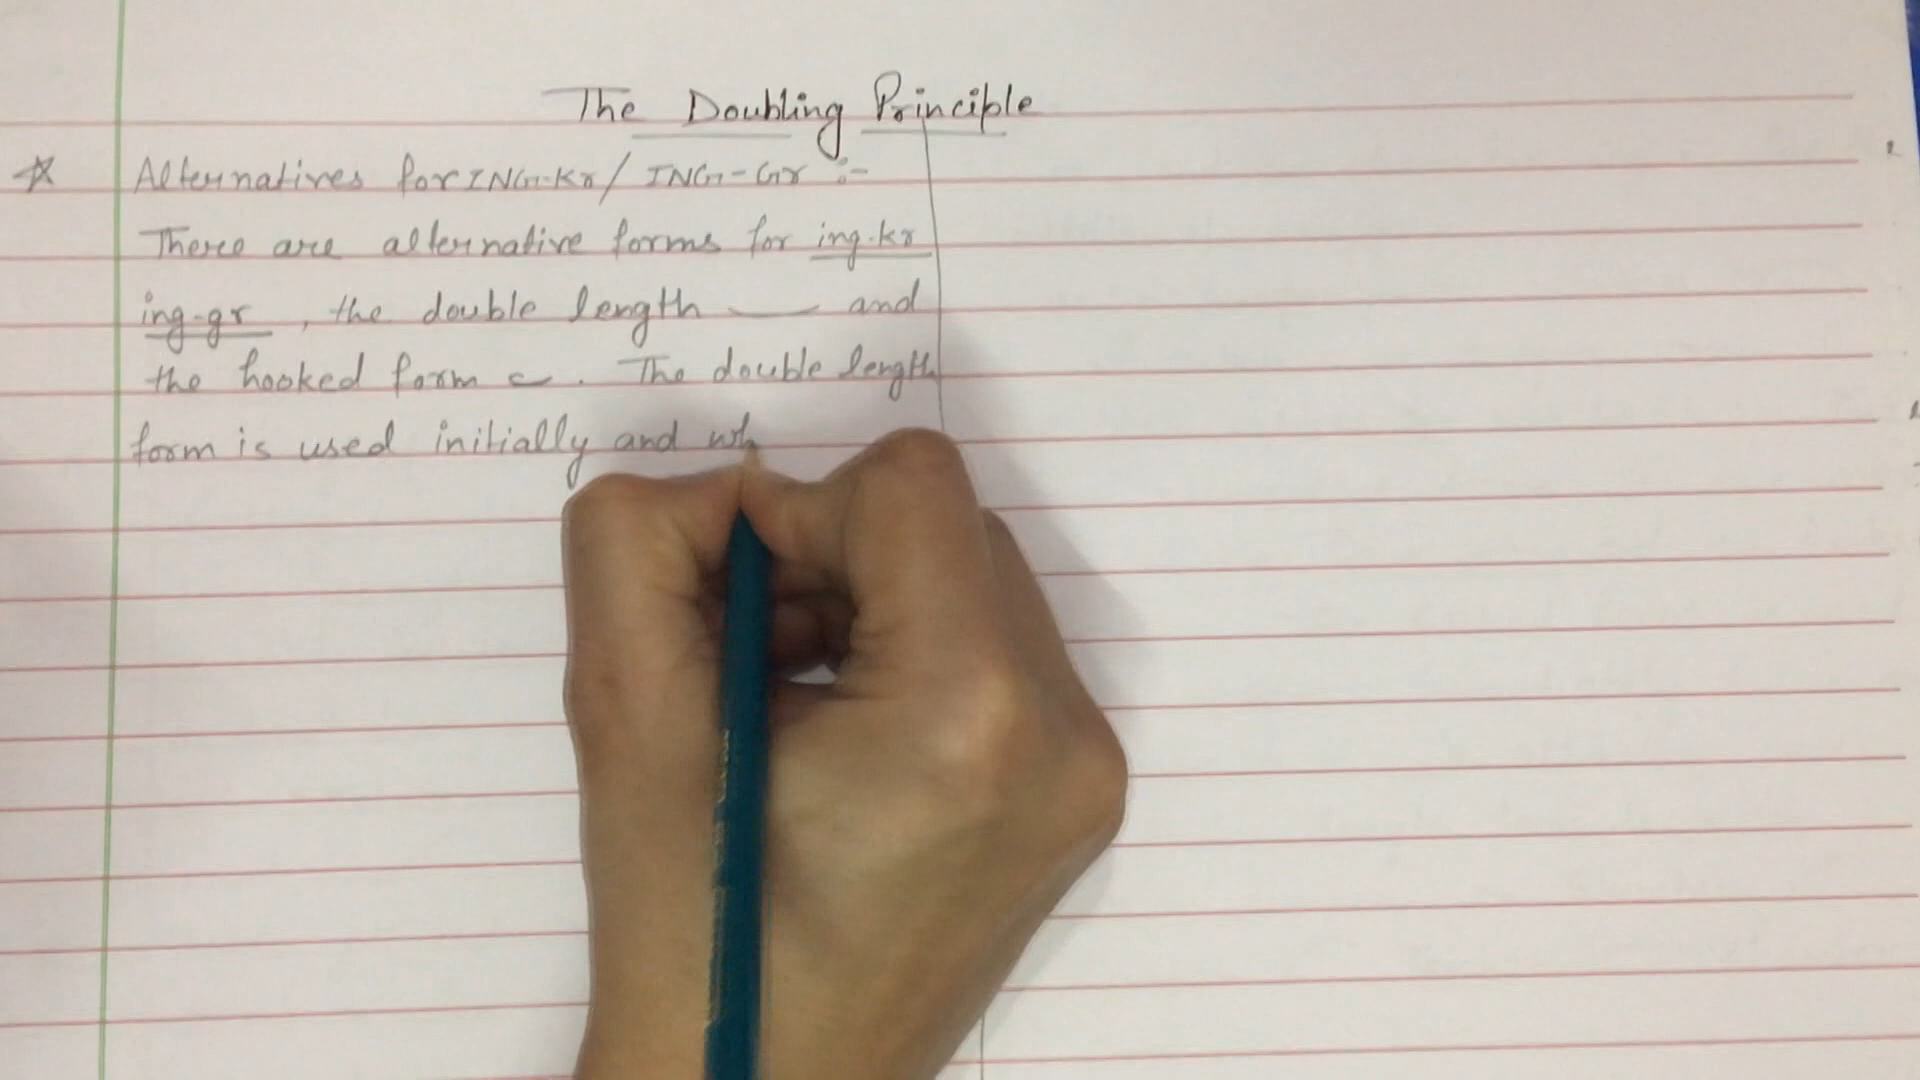 The Doubling Principle
☆ Alternatives for ING-Kr / ING-Gr :-
There are alternative forms for ing-kr
ing-gr, the double length — and
the hooked form . The double length
form is used initially and wh